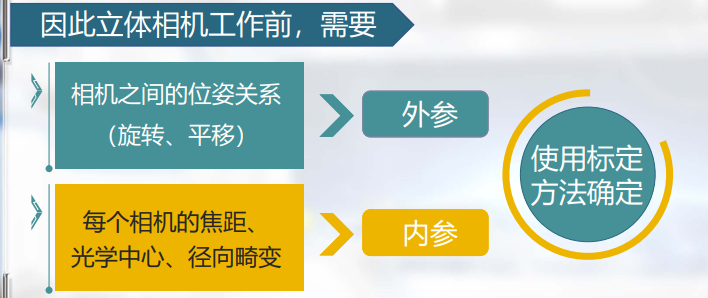 因此立体相机工作前，需要
相机之间的位姿关系
（旋转、平移）
外参
每个相机的焦距、
光学中心、径向畸变
内参
使用标定
方法确定